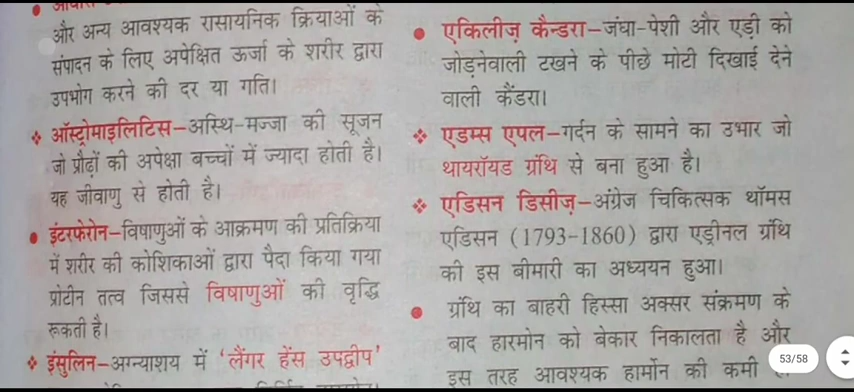 और अन्य आवश्यक रासायनिक क्रियाओं के
संपादन के लिए अपेक्षित ऊर्जा के शरीर द्वारा
उपभोग करने की दर या गति।
❖ ऑस्ट्रोमाइलिटिस–अस्थि-मज्जा की सूजन
जो प्रौढ़ों की अपेक्षा बच्चों में ज्यादा होती है।
यह जीवाणु से होती है।
● इंटरफेरोन–विषाणुओं के आक्रमण की प्रतिक्रिया
में शरीर की कोशिकाओं द्वारा पैदा किया गया
प्रोटीन तत्व जिससे विषाणुओं की वृद्धि
रूकती है।
❖ इंसुलिन–अग्न्याशय में 'लैंगर हेंस उपद्वीप'
● एकिलीज़ कैन्डरा–जंघा-पेशी और एड़ी को
जोड़नेवाली टखने के पीछे मोटी दिखाई देने
वाली कैंडरा।
❖ एडम्स एपल–गर्दन के सामने का उभार जो
थायरॉयड ग्रंथि से बना हुआ है।
❖ एडिसन डिसीज़–अंग्रेज चिकित्सक थॉमस
एडिसन (1793-1860) द्वारा एड्रीनल ग्रंथि
की इस बीमारी का अध्ययन हुआ।
● ग्रंथि का बाहरी हिस्सा अक्सर संक्रमण के
बाद हारमोन को बेकार निकालता है और
इस तरह आवश्यक हार्मोन की कमी
53/58